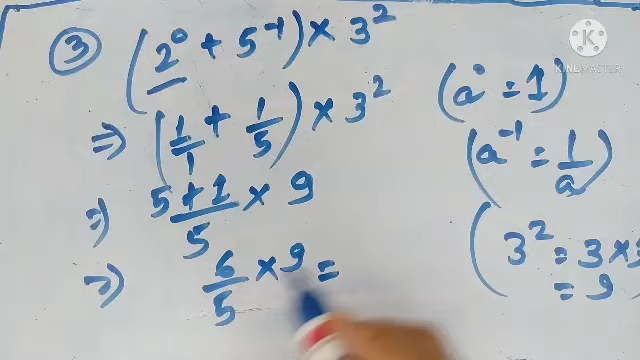 ③ (2⁰ + 5⁻¹) × 3²
⇒ (1/1 + 1/5) × 3² (a⁰ = 1)
⇒ 5+1/5 × 9 (a⁻¹ = 1/a)
⇒ 6/5 × 9 = (3² = 3 ×
= 9
KINEMASTER